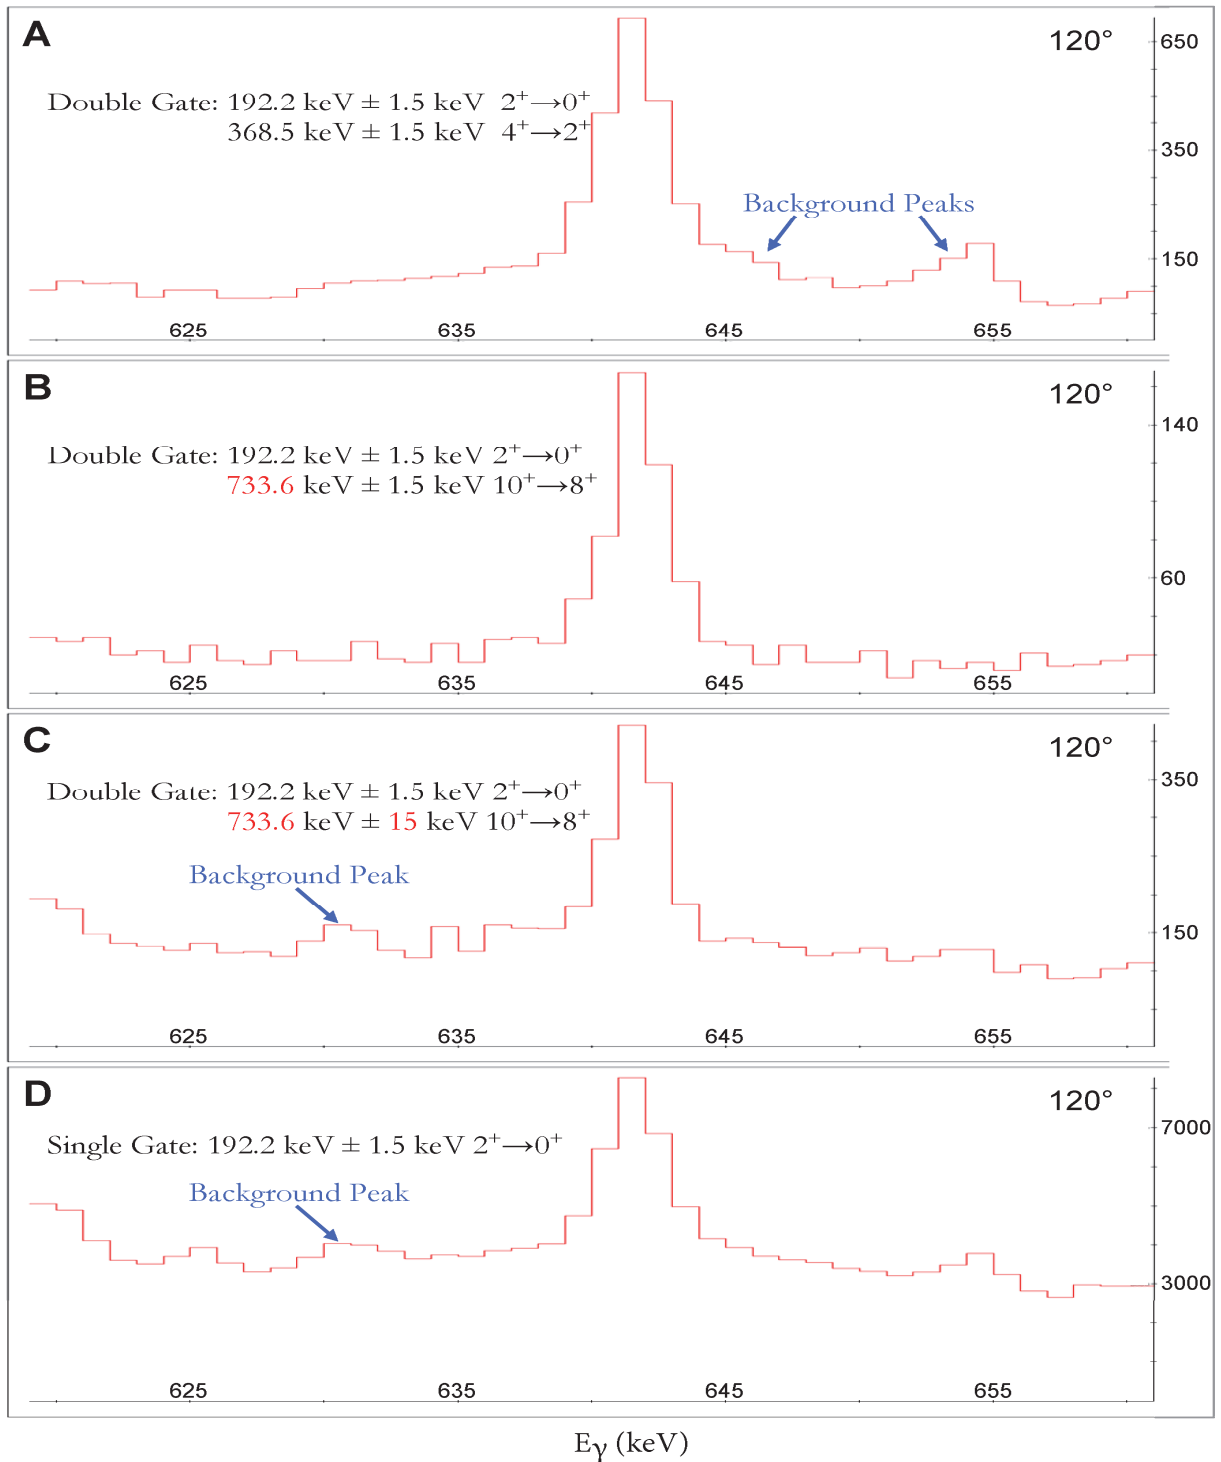 A
120°
650
Double Gate: 192.2 keV ± 1.5 keV 2⁺→0⁺
368.5 keV ± 1.5 keV 4⁺→2⁺
350
Background Peaks
150
625 635 645 655
B
120°
140
Double Gate: 192.2 keV ± 1.5 keV 2⁺→0⁺
733.6 keV ± 1.5 keV 10⁺→8⁺
60
625 635 645 655
C
120°
350
Double Gate: 192.2 keV ± 1.5 keV 2⁺→0⁺
733.6 keV ± 15 keV 10⁺→8⁺
Background Peak
150
625 635 645 655
D
120°
7000
Single Gate: 192.2 keV ± 1.5 keV 2⁺→0⁺
Background Peak
3000
625 635 645 655
Eγ (keV)